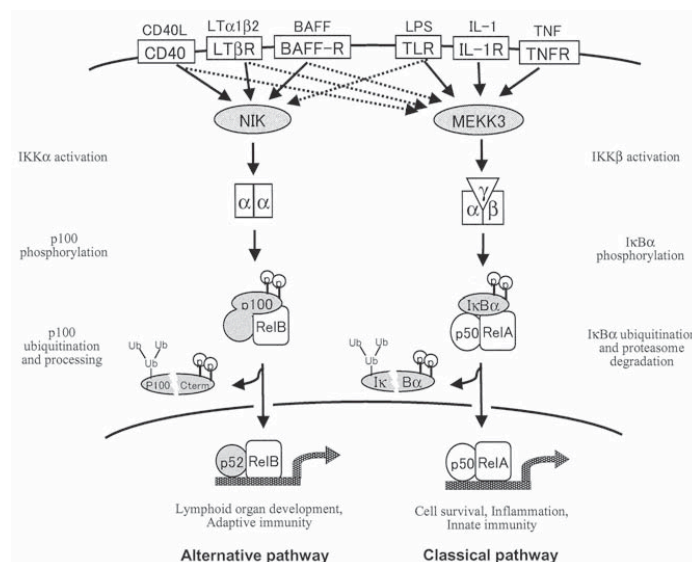 CD40L LTα1β2 BAFF LPS IL-1 TNF
CD40 LTβR BAFF-R TLR IL-1R TNFR
NIK MEKK3
IKKα activation
IKKβ activation
α α
γ
α β
p100
phosphorylation
IκBα
phosphorylation
p p
p100
RelB
p p
IκBα
p50 RelA
p100
ubiquitination
and processing
IκBα ubiquitination
and proteasome
degradation
Ub Ub
Ub
p p
P100 Cterm
Ub Ub
Ub
p p
Iκ Bα
p52 RelB
p50 RelA
Lymphoid organ development,
Adaptive immunity
Cell survival, Inflammation,
Innate immunity
Alternative pathway
Classical pathway